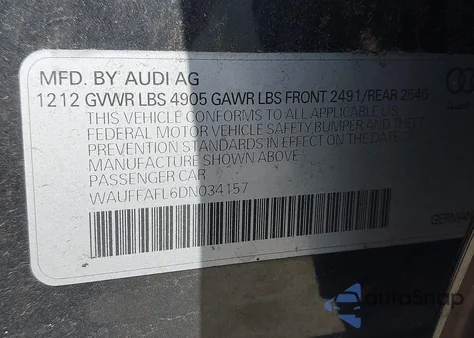 MFD. BY AUDI AG
1212 GVWR LBS 4905 GAWR LBS FRONT 2491/REAR 2546
THIS VEHICLE CONFORMS TO ALL APPLICABLE
FEDERAL MOTOR VEHICLE SAFETY BUMPER AND THEFT
PREVENTION STANDARDS IN EFFECT ON THE DATE OF
MANUFACTURE SHOWN ABOVE
PASSENGER CAR
WAUFFAFL6DN034157
GERMAN
autoSnap